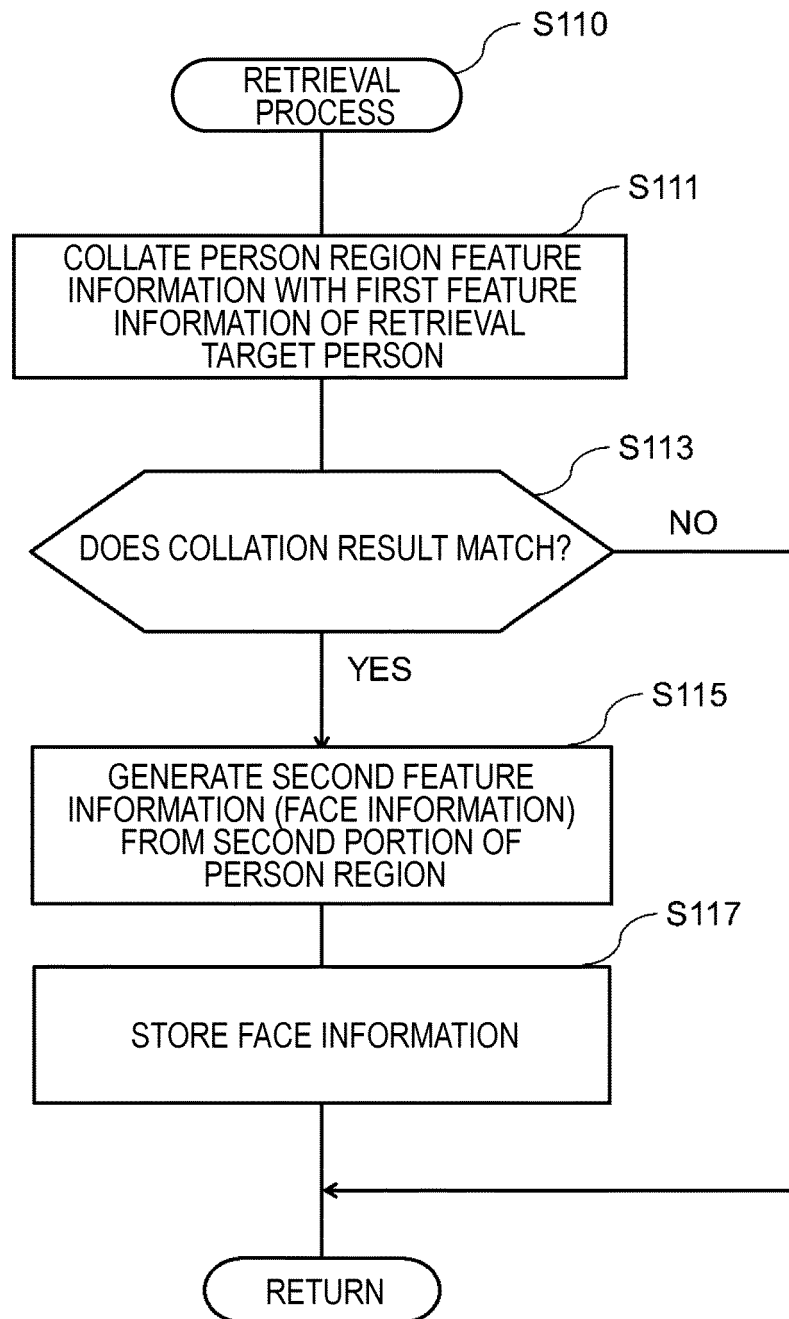 S110
RETRIEVAL
PROCESS
S111
COLLATE PERSON REGION FEATURE
INFORMATION WITH FIRST FEATURE
INFORMATION OF RETRIEVAL
TARGET PERSON
S113
DOES COLLATION RESULT MATCH?
NO
YES
S115
GENERATE SECOND FEATURE
INFORMATION (FACE INFORMATION)
FROM SECOND PORTION OF
PERSON REGION
S117
STORE FACE INFORMATION
RETURN